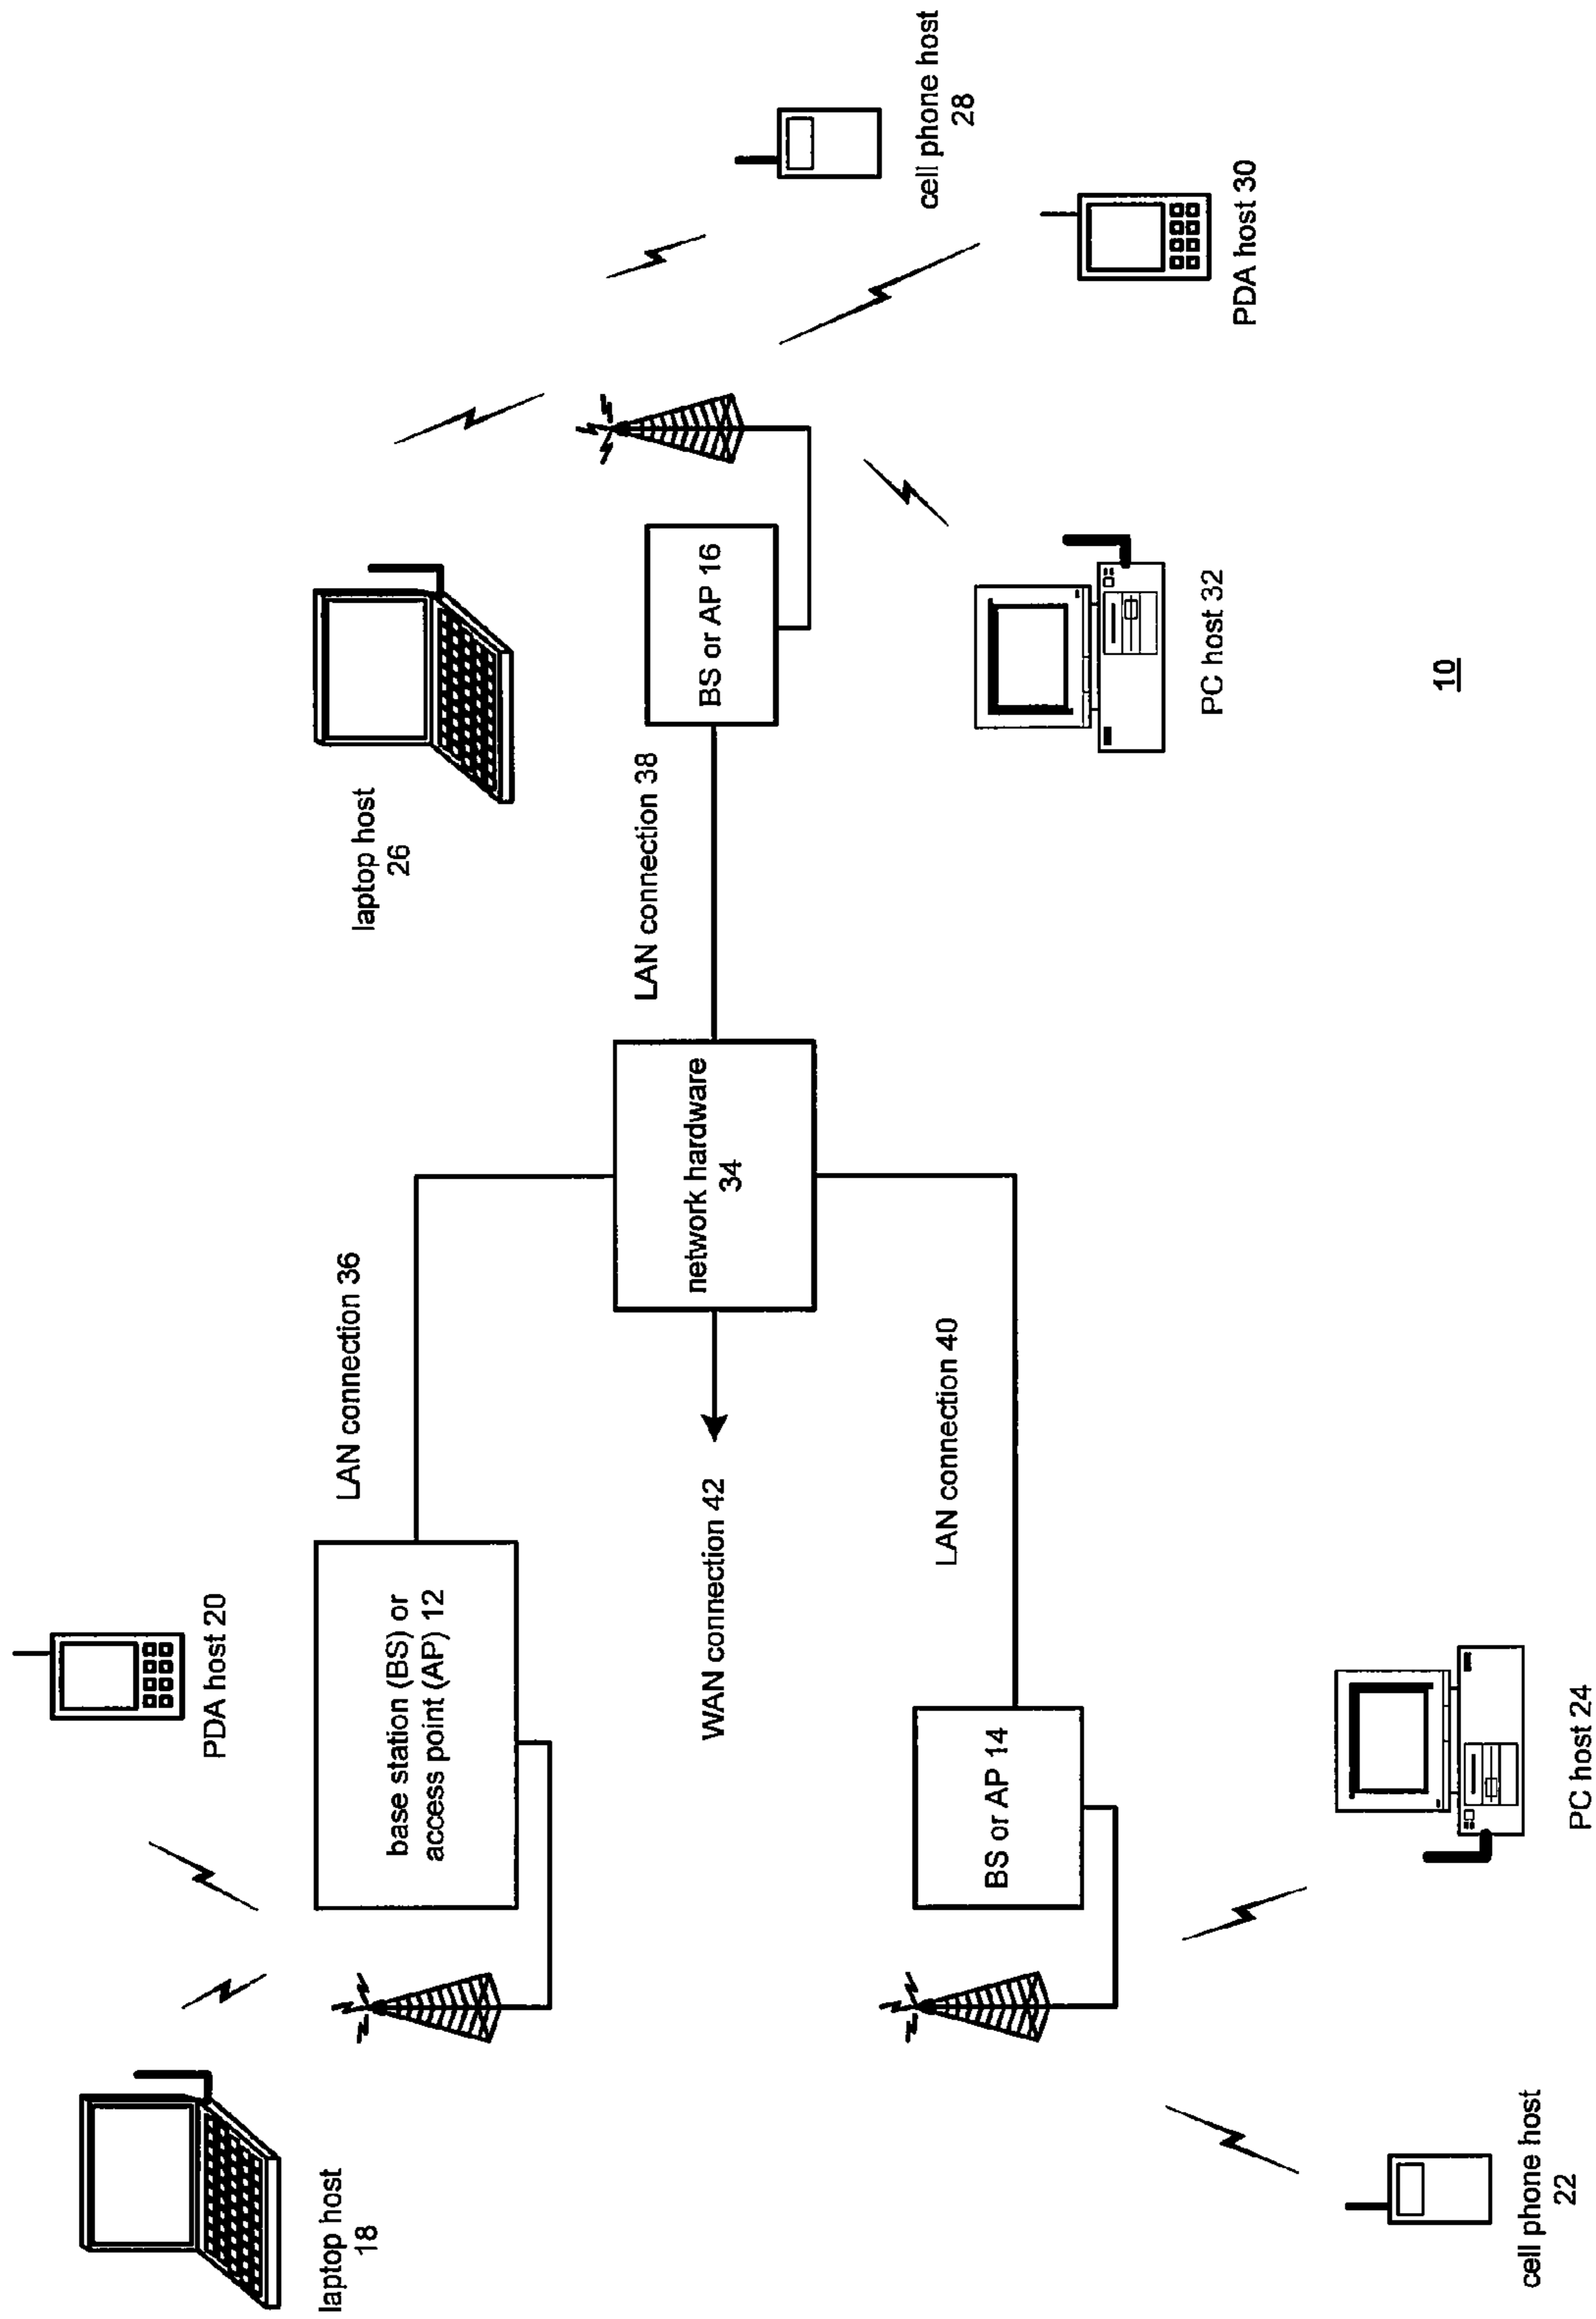 PDA host 20
laptop host
18
base station (BS) or
access point (AP) 12
LAN connection 36
laptop host
26
LAN connection 38
BS or AP 16
cell phone host
28
PDA host 30
network hardware
34
WAN connection 42
LAN connection 40
BS or AP 14
PC host 32
cell phone host
22
PC host 24
10